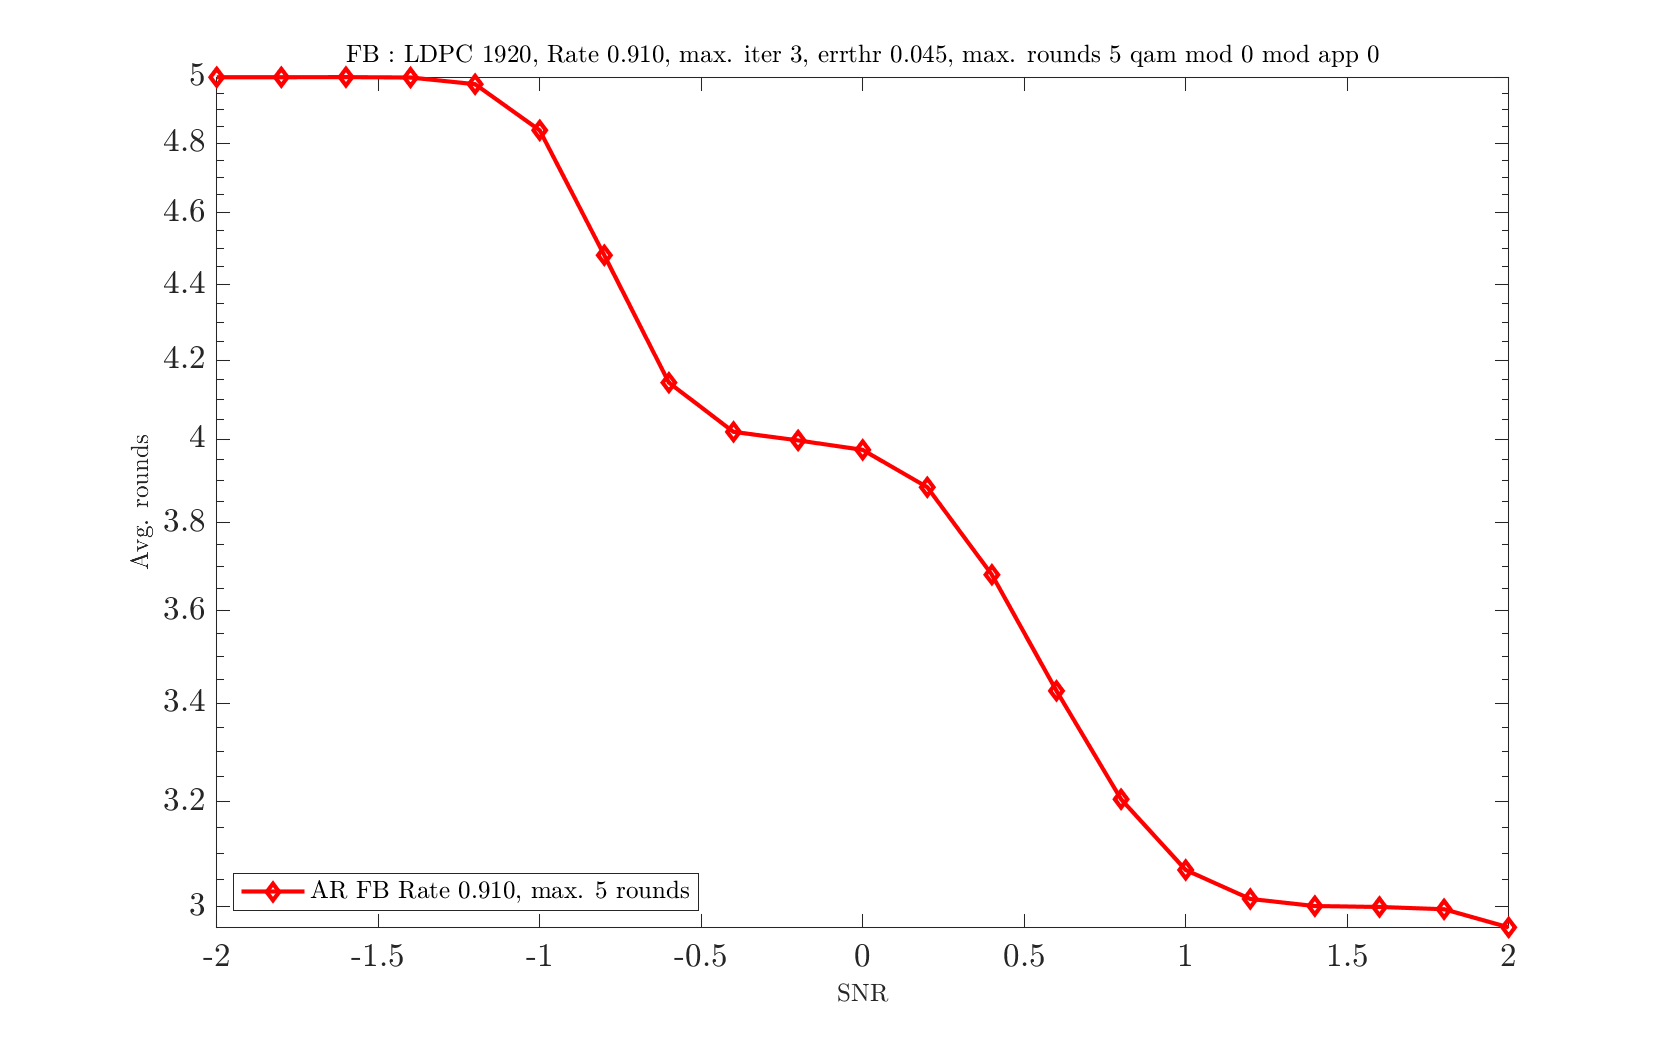 FB : LDPC 1920, Rate 0.910, max. iter 3, errthr 0.045, max. rounds 5 qam mod 0 mod app 0
5
4.8
4.6
4.4
4.2
4
3.8
3.6
3.4
3.2
3
Avg. rounds
AR FB Rate 0.910, max. 5 rounds
-2 -1.5 -1 -0.5 0 0.5 1 1.5 2
SNR